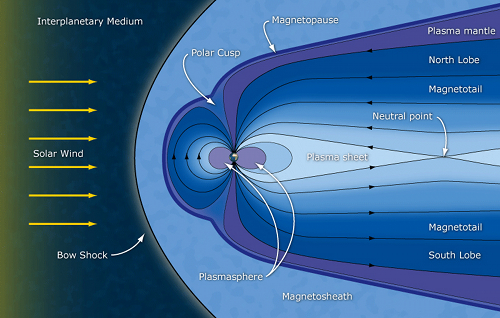 Interplanetary Medium
Magnetopause
Plasma mantle
Polar Cusp
North Lobe
Magnetotail
Neutral point
Solar Wind
Plasma sheet
Magnetotail
Bow Shock
South Lobe
Plasmasphere
Magnetosheath